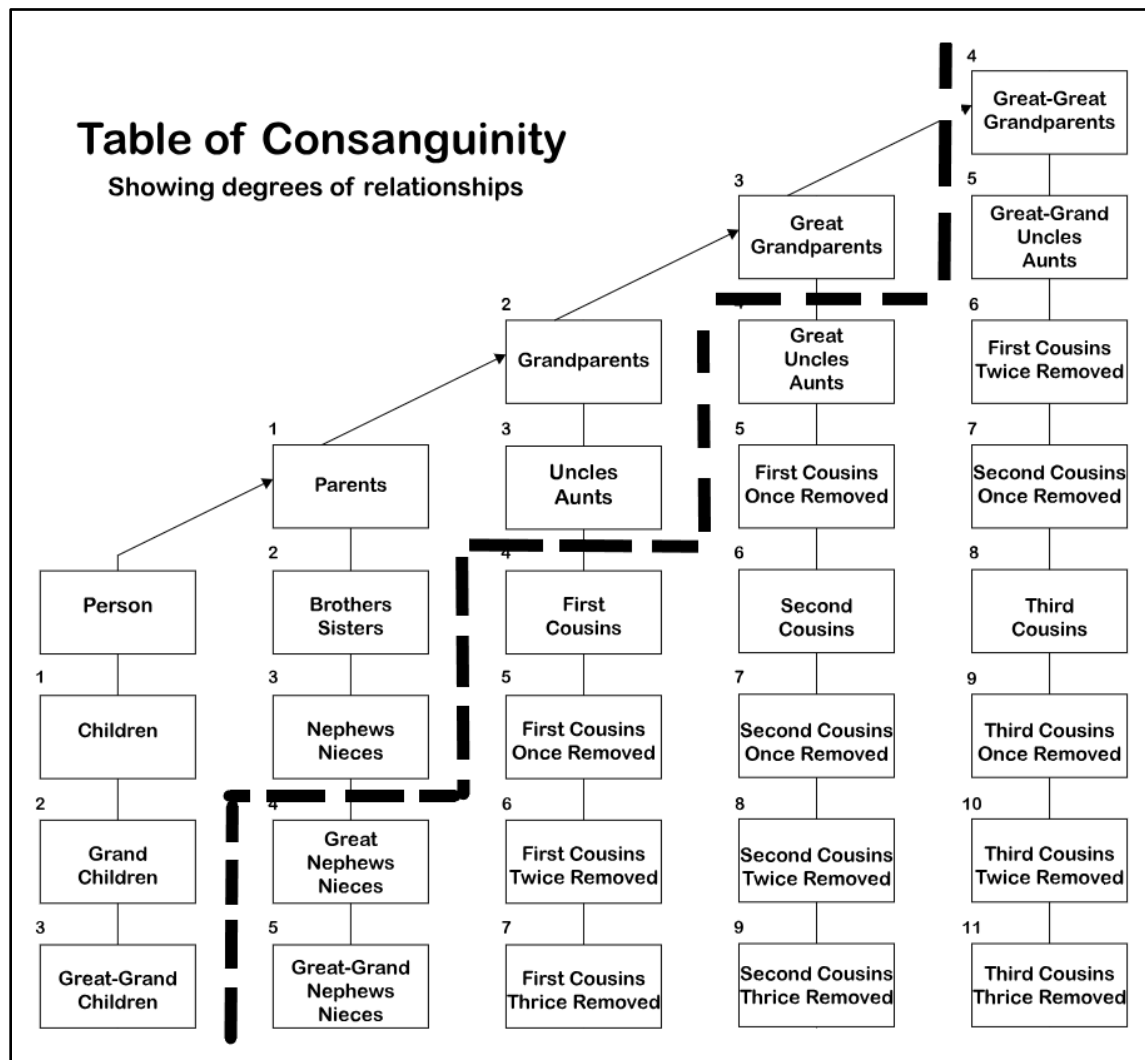 Table of Consanguinity
Showing degrees of relationships
4
Great-Great
Grandparents
3
Great
Grandparents
5
Great-Grand
Uncles
Aunts
2
Grandparents
4
Great
Uncles
Aunts
6
First Cousins
Twice Removed
1
Parents
3
Uncles
Aunts
5
First Cousins
Once Removed
7
Second Cousins
Once Removed
Person
2
Brothers
Sisters
4
First
Cousins
6
Second
Cousins
8
Third
Cousins
1
Children
3
Nephews
Nieces
5
First Cousins
Once Removed
7
Second Cousins
Once Removed
9
Third Cousins
Once Removed
2
Grand
Children
4
Great
Nephews
Nieces
6
First Cousins
Twice Removed
8
Second Cousins
Twice Removed
10
Third Cousins
Twice Removed
3
Great-Grand
Children
5
Great-Grand
Nephews
Nieces
7
First Cousins
Thrice Removed
9
Second Cousins
Thrice Removed
11
Third Cousins
Thrice Removed